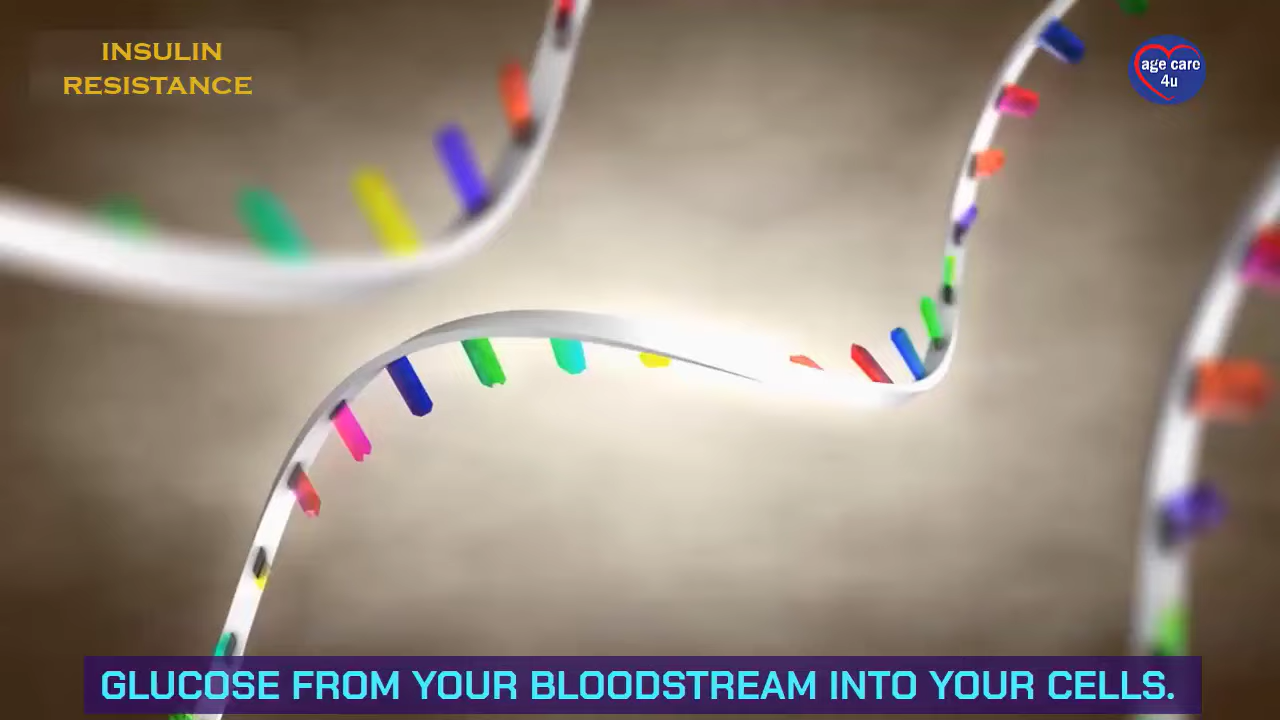 INSULIN
RESISTANCE
age care
4u
GLUCOSE FROM YOUR BLOODSTREAM INTO YOUR CELLS.